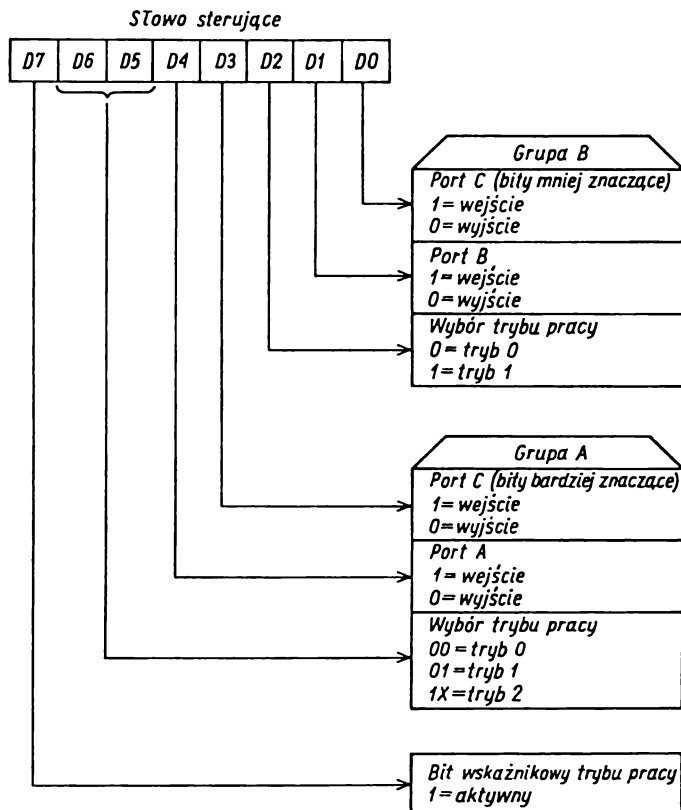 Słowo sterujące
D7 D6 D5 D4 D3 D2 D1 D0
Grupa B
Port C (biły mniej znaczące)
1= wejście
0= wyjście
Port B
1= wejście
0= wyjście
Wybór trybu pracy
0= tryb 0
1= tryb 1
Grupa A
Port C (biły bardziej znaczące)
1= wejście
0= wyjście
Port A
1= wejście
0= wyjście
Wybór trybu pracy
00= tryb 0
01= tryb 1
1X= tryb 2
Bit wskaźnikowy trybu pracy
1= aktywny